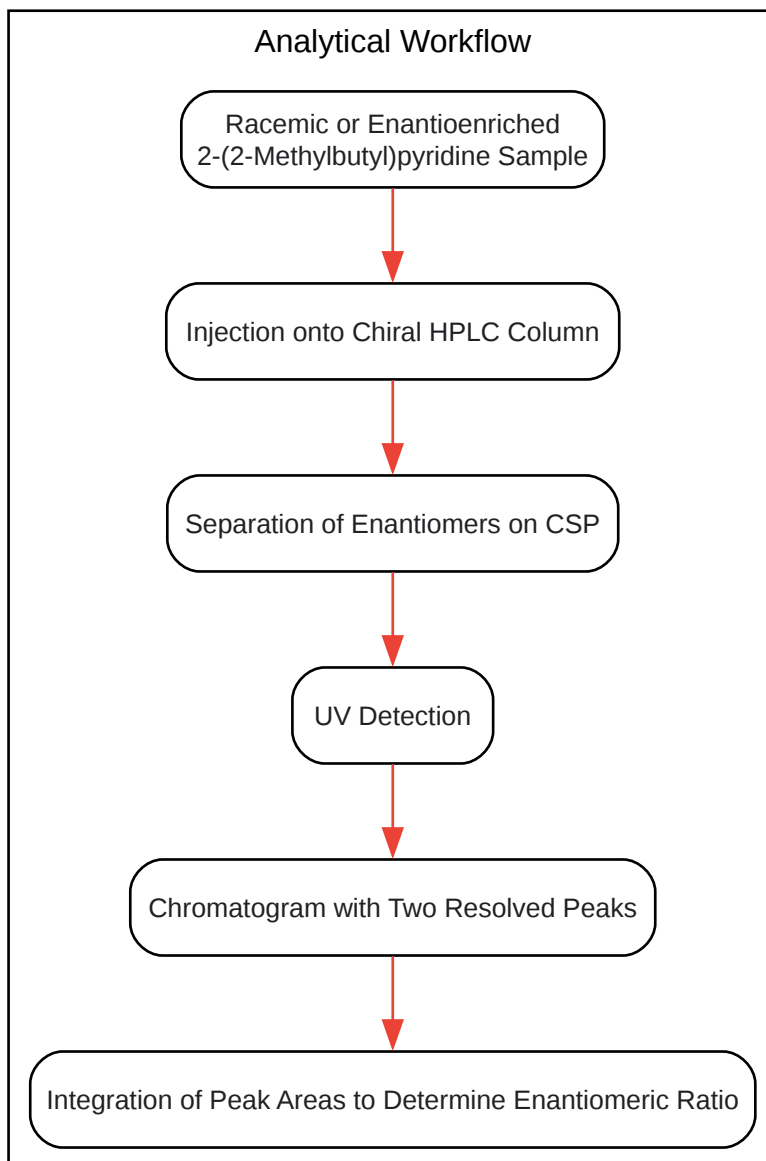 Analytical Workflow
Racemic or Enantioenriched
2-(2-Methylbutyl)pyridine Sample
Injection onto Chiral HPLC Column
Separation of Enantiomers on CSP
UV Detection
Chromatogram with Two Resolved Peaks
Integration of Peak Areas to Determine Enantiomeric Ratio